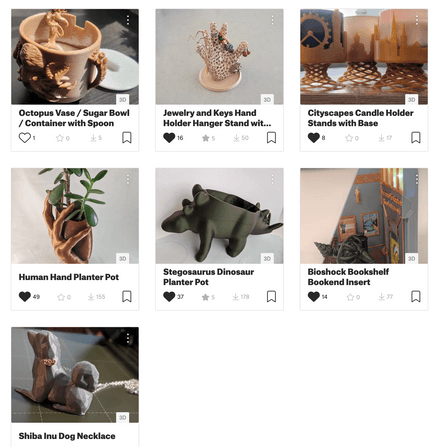 3D
3D
3D
Octopus Vase / Sugar Bowl
/ Container with Spoon
1 0 5
Jewelry and Keys Hand
Holder Hanger Stand wit...
16 5 50
Cityscapes Candle Holder
Stands with Base
8 0 17
3D
3D
3D
Human Hand Planter Pot
49 0 155
Stegosaurus Dinosaur
Planter Pot
37 5 178
Bioshock Bookshelf
Bookend Insert
14 0 77
3D
Shiba Inu Dog Necklace